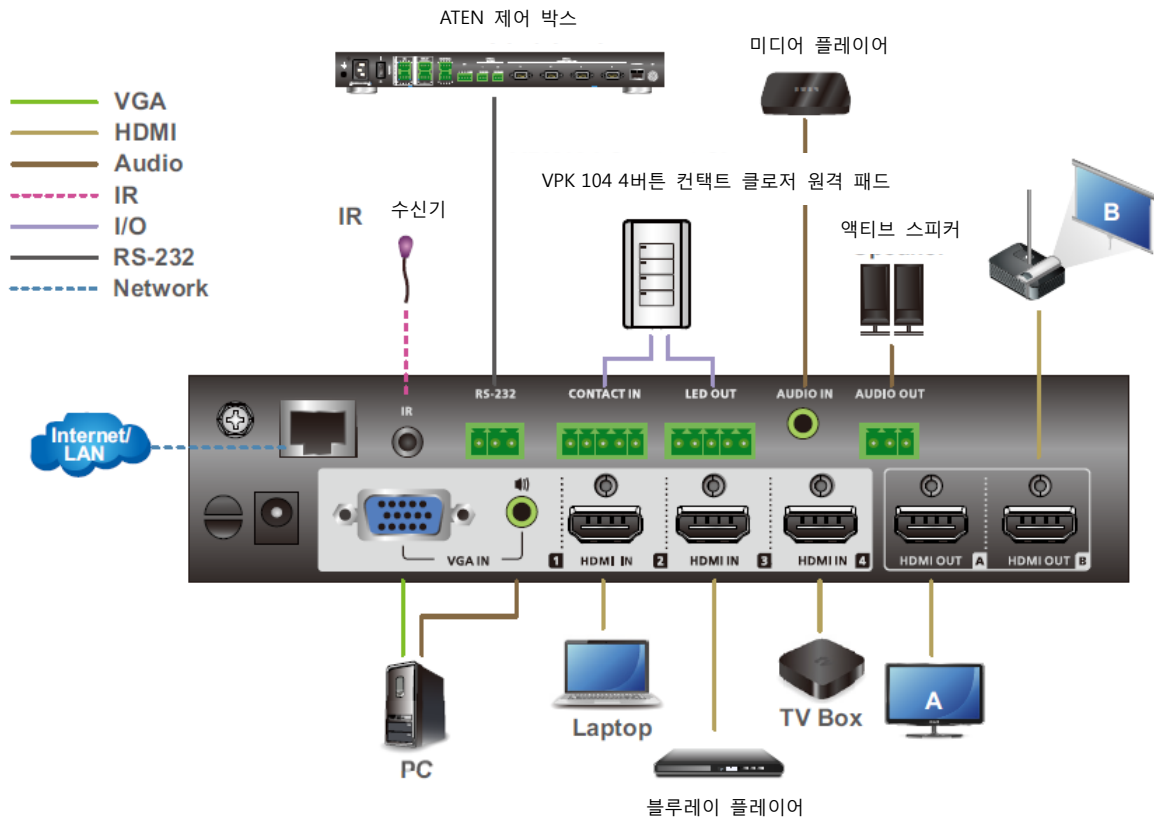 ATEN 제어 박스
미디어 플레이어
VGA
HDMI
Audio
IR
I/O
RS-232
Network
IR 수신기
VPK 104 4버튼 컨택트 클로저 원격 패드
액티브 스피커
B
Internet/
LAN
IR
RS-232
CONTACT IN
LED OUT
AUDIO IN
AUDIO OUT
VGA IN
1
HDMI IN
2
HDMI IN
3
HDMI IN
4
HDMI OUT
A
HDMI OUT
B
PC
Laptop
블루레이 플레이어
TV Box
A